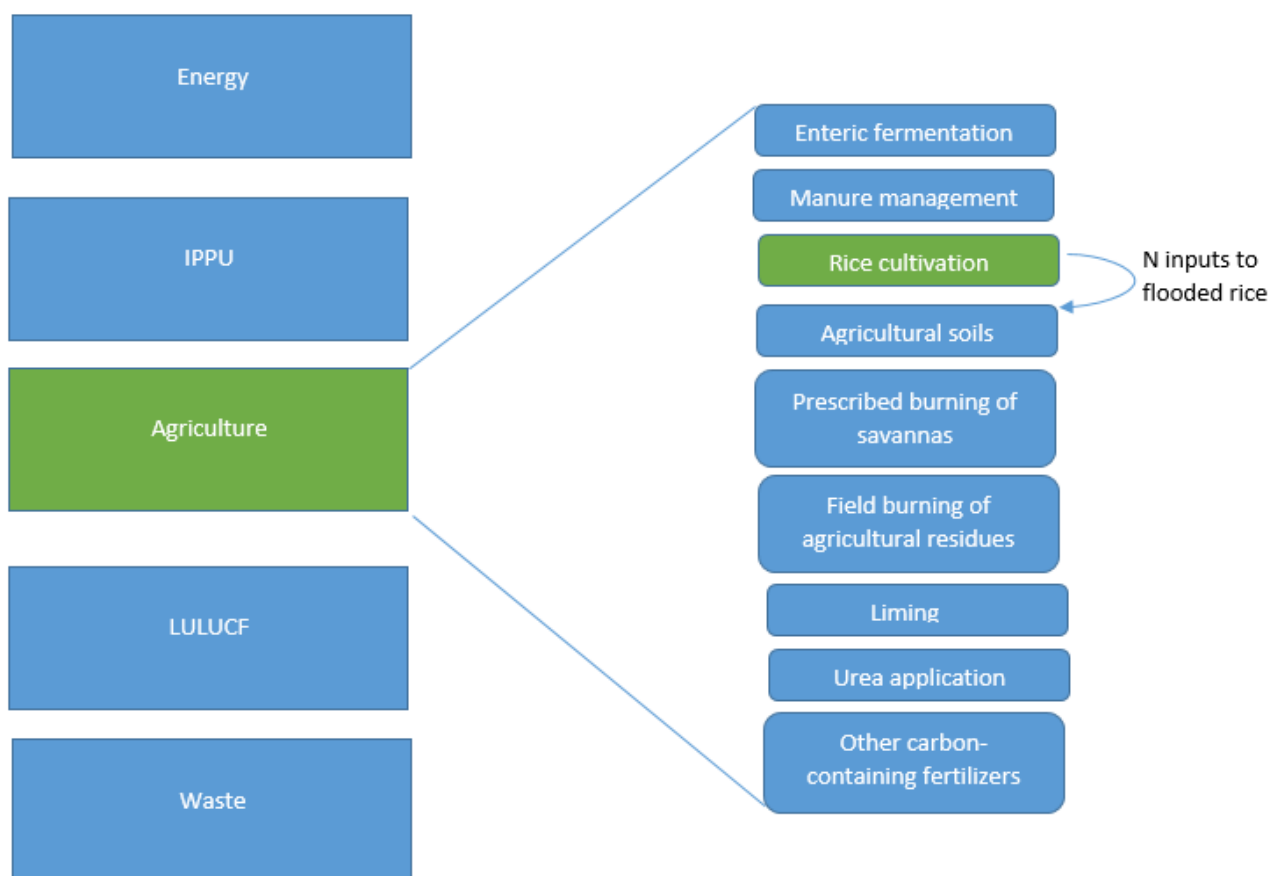 Energy
IPPU
Agriculture
LULUCF
Waste
Enteric fermentation
Manure management
Rice cultivation
N inputs to
flooded rice
Agricultural soils
Prescribed burning of
savannas
Field burning of
agricultural residues
Liming
Urea application
Other carbon-
containing fertilizers